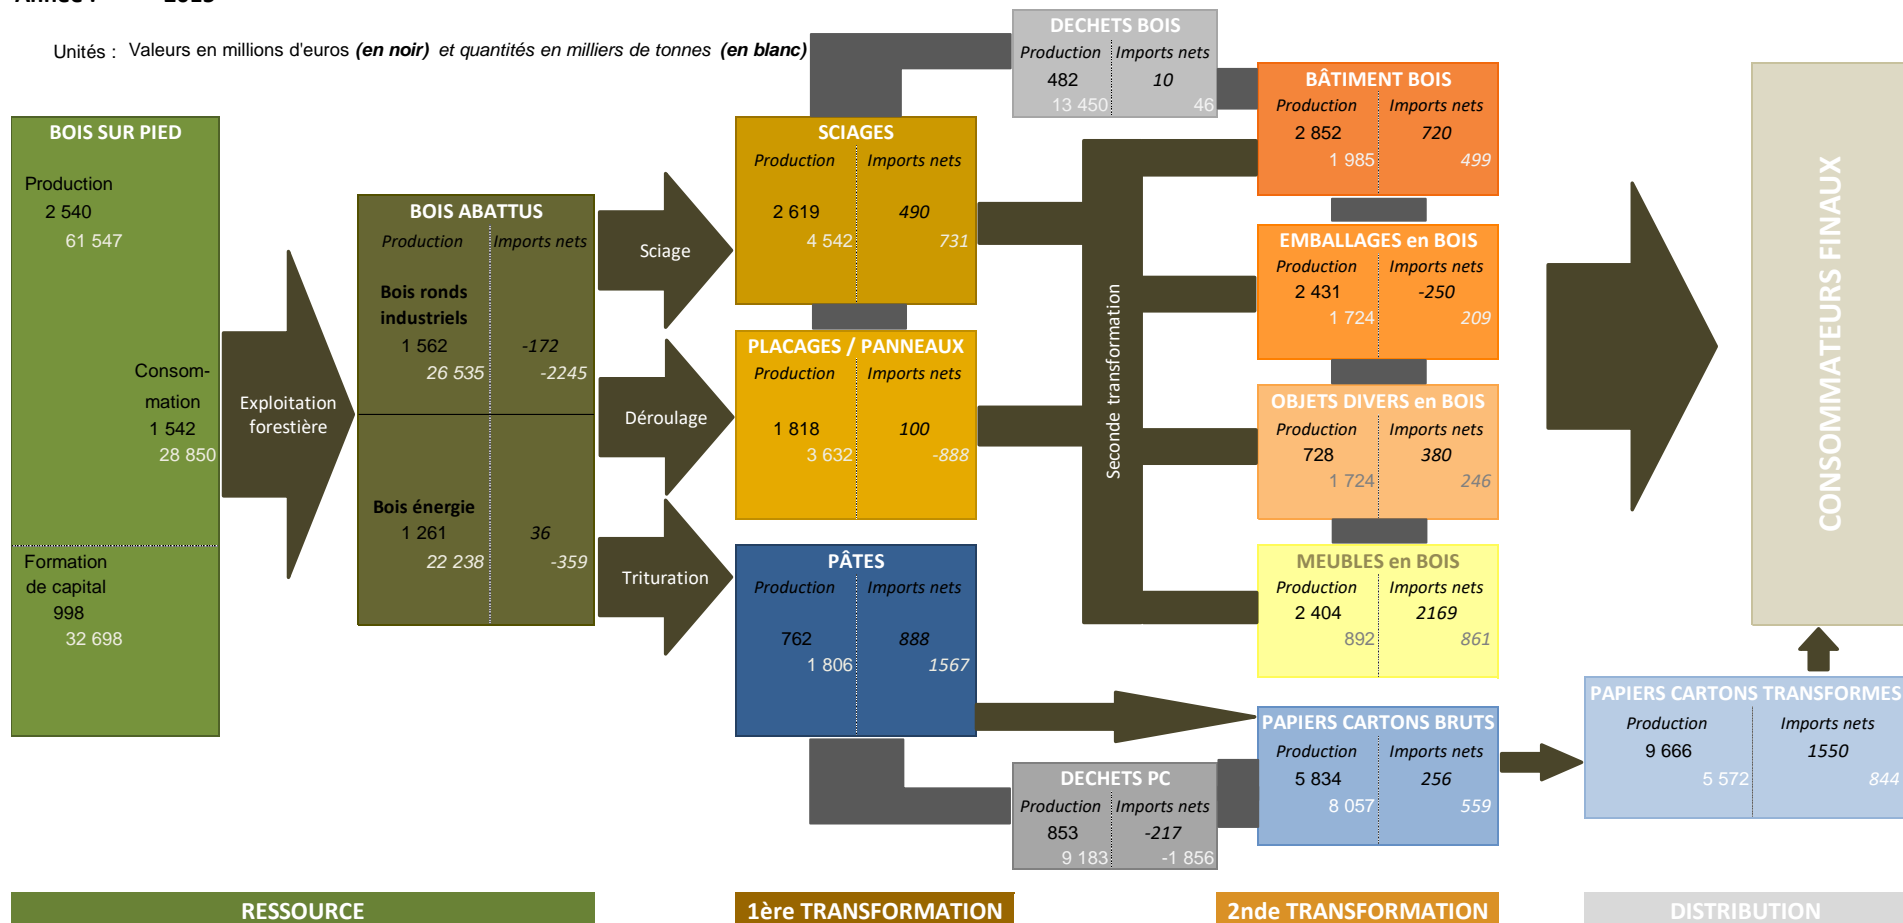 Unités : Valeurs en millions d'euros (en noir) et quantités en milliers de tonnes (en blanc)
BOIS SUR PIED
Production
2 540
61 547
Consom-
mation
1 542
28 850
Formation
de capital
998
32 698
Exploitation
forestière
BOIS ABATTUS
Production Imports nets
Bois ronds
industriels
1 562 -172
26 535 -2245
Bois énergie
1 261 36
22 238 -359
Sciage
Déroulage
Trituration
SCIAGES
Production Imports nets
2 619 490
4 542 731
PLACAGES / PANNEAUX
Production Imports nets
1 818 100
3 632 -888
PÂTES
Production Imports nets
762 888
1 806 1567
DECHETS BOIS
Production Imports nets
482 10
13 450 46
Seconde transformation
DECHETS PC
Production Imports nets
853 -217
9 183 -1 856
BÂTIMENT BOIS
Production Imports nets
2 852 720
1 985 499
EMBALLAGES en BOIS
Production Imports nets
2 431 -250
1 724 209
OBJETS DIVERS en BOIS
Production Imports nets
728 380
1 724 246
MEUBLES en BOIS
Production Imports nets
2 404 2169
892 861
PAPIERS CARTONS BRUTS
Production Imports nets
5 834 256
8 057 559
CONSOMMATEURS FINAUX
PAPIERS CARTONS TRANSFORMES
Production Imports nets
9 666 1550
5 572 844
RESSOURCE
1ère TRANSFORMATION
2nde TRANSFORMATION
DISTRIBUTION